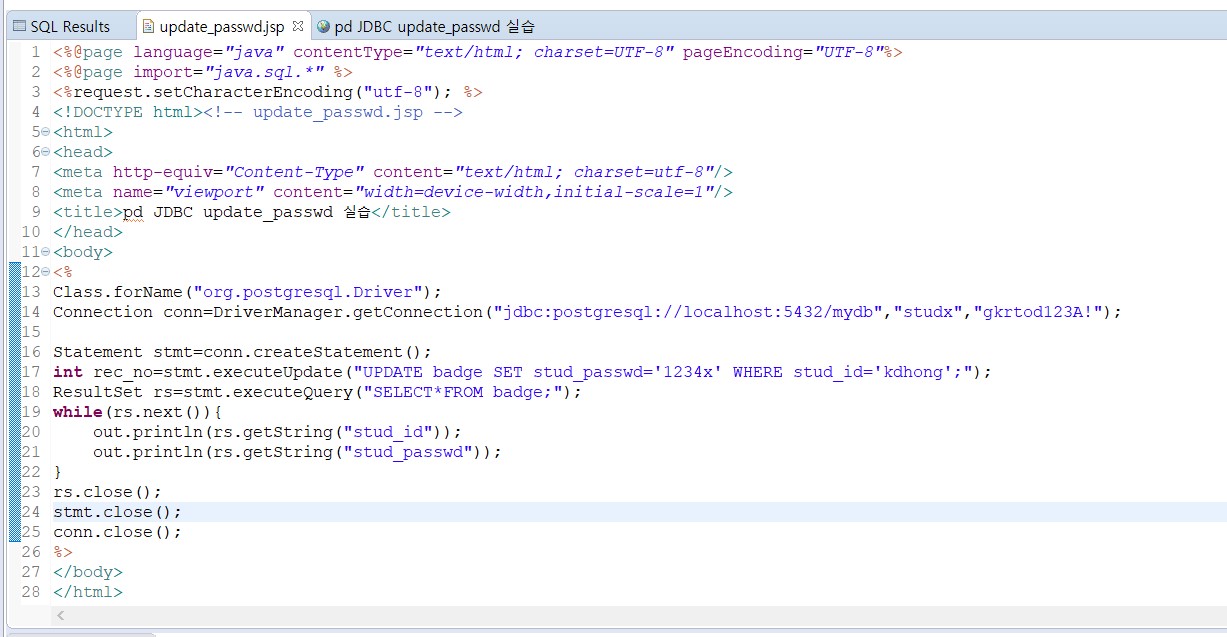 SQL Results update_passwd.jsp pd JDBC update_passwd 실습
1 <%@page language="java" contentType="text/html; charset=UTF-8" pageEncoding="UTF-8"%>
2 <%@page import="java.sql.*" %>
3 <%request.setCharacterEncoding("utf-8"); %>
4 <!DOCTYPE html><!-- update_passwd.jsp -->
5 <html>
6 <head>
7 <meta http-equiv="Content-Type" content="text/html; charset=utf-8"/>
8 <meta name="viewport" content="width=device-width,initial-scale=1"/>
9 <title>pd JDBC update_passwd 실습</title>
10 </head>
11 <body>
12 <%
13 Class.forName("org.postgresql.Driver");
14 Connection conn=DriverManager.getConnection("jdbc:postgresql://localhost:5432/mydb","studx","gkrtod123A!");
15
16 Statement stmt=conn.createStatement();
17 int rec_no=stmt.executeUpdate("UPDATE badge SET stud_passwd='1234x' WHERE stud_id='kdhong';");
18 ResultSet rs=stmt.executeQuery("SELECT*FROM badge;");
19 while(rs.next()){
20     out.println(rs.getString("stud_id"));
21     out.println(rs.getString("stud_passwd"));
22 }
23 rs.close();
24 stmt.close();
25 conn.close();
26 %>
27 </body>
28 </html>